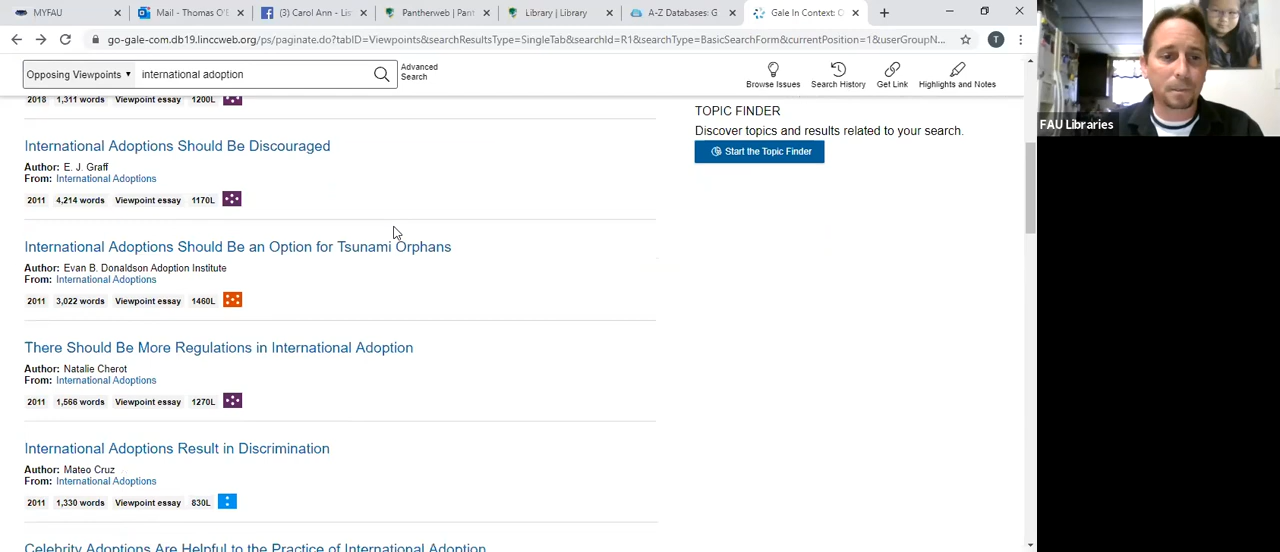 MYFAU
Mail - Thomas O'B
(3) Carol Ann - Li
Pantherweb | Pant
Library | Library
A-Z Databases: G
Gale In Context: O
go-gale-com.db19.linccweb.org/ps/paginate.do?tabID=Viewpoints&searchResultsType=SingleTab&searchId=R1&searchType=BasicSearchForm&currentPosition=1&userGroupN...
T
Opposing Viewpoints
international adoption
Advanced
Search
Browse Issues
Search History
Get Link
Highlights and Notes
2018 1,311 words Viewpoint essay 1200L
TOPIC FINDER
Discover topics and results related to your search.
Start the Topic Finder
International Adoptions Should Be Discouraged
Author: E. J. Graff
From: International Adoptions
2011 4,214 words Viewpoint essay 1170L
International Adoptions Should Be an Option for Tsunami Orphans
Author: Evan B. Donaldson Adoption Institute
From: International Adoptions
2011 3,022 words Viewpoint essay 1460L
There Should Be More Regulations in International Adoption
Author: Natalie Cherot
From: International Adoptions
2011 1,566 words Viewpoint essay 1270L
International Adoptions Result in Discrimination
Author: Mateo Cruz
From: International Adoptions
2011 1,330 words Viewpoint essay 830L
Celebrity Adoptions Are Helpful to the Practice of International Adoption
FAU Libraries